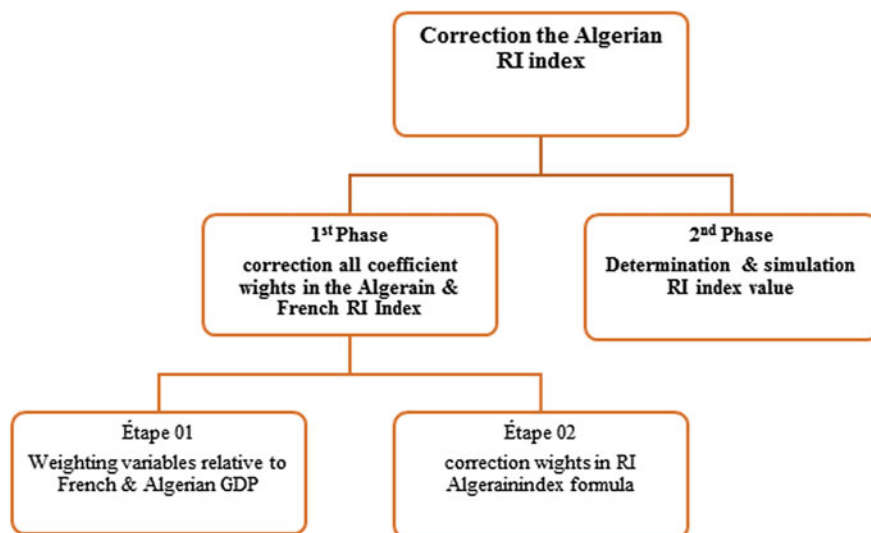 Correction the Algerian
RI index
1st Phase
correction all coefficient
wights in the Algerain &
French RI Index
2nd Phase
Determination & simulation
RI index value
Étape 01
Weighting variables relative to
French & Algerian GDP
Étape 02
correction wights in RI
Algerainindex formula